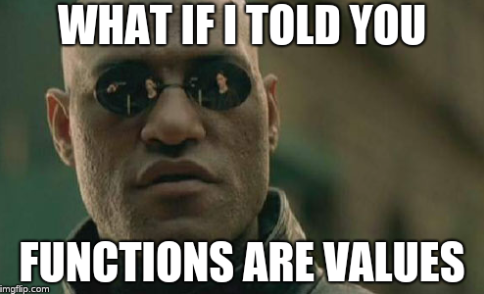 WHAT IF I TOLD YOU
FUNCTIONS ARE VALUES
imgflip.com